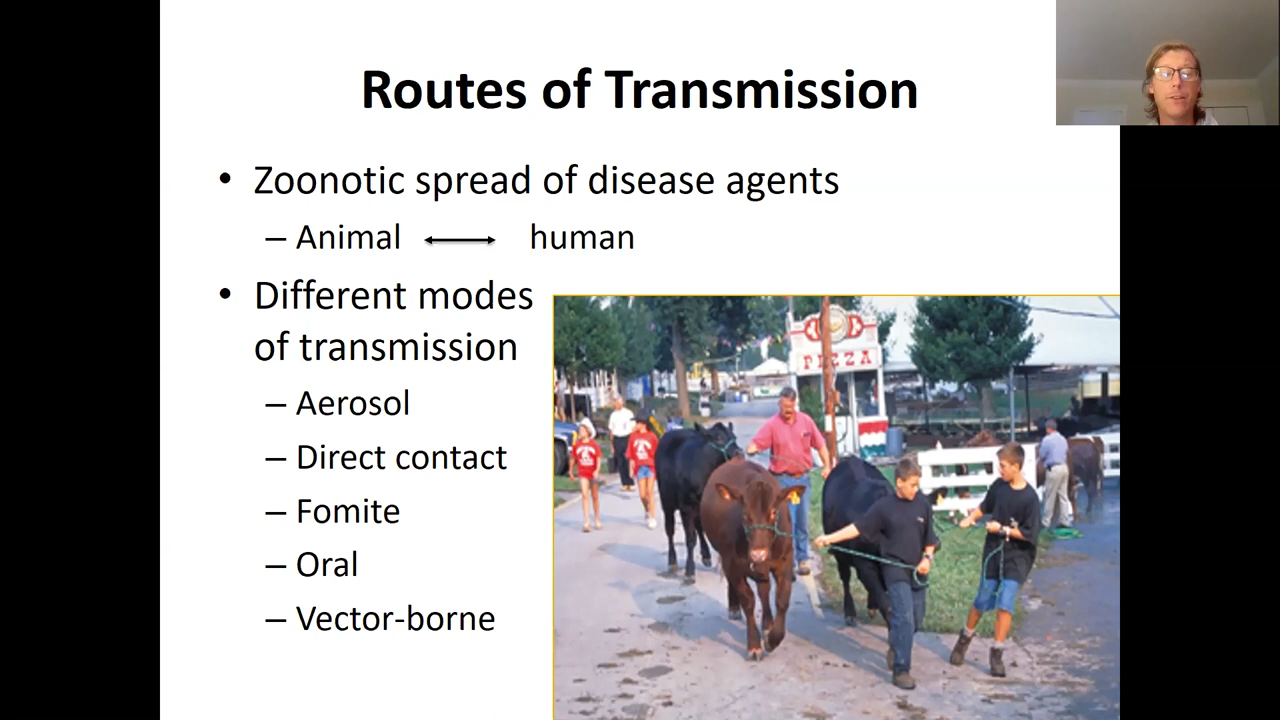 Routes of Transmission
• Zoonotic spread of disease agents
– Animal ↔ human
• Different modes
of transmission
– Aerosol
– Direct contact
– Fomite
– Oral
– Vector-borne
PIZZA